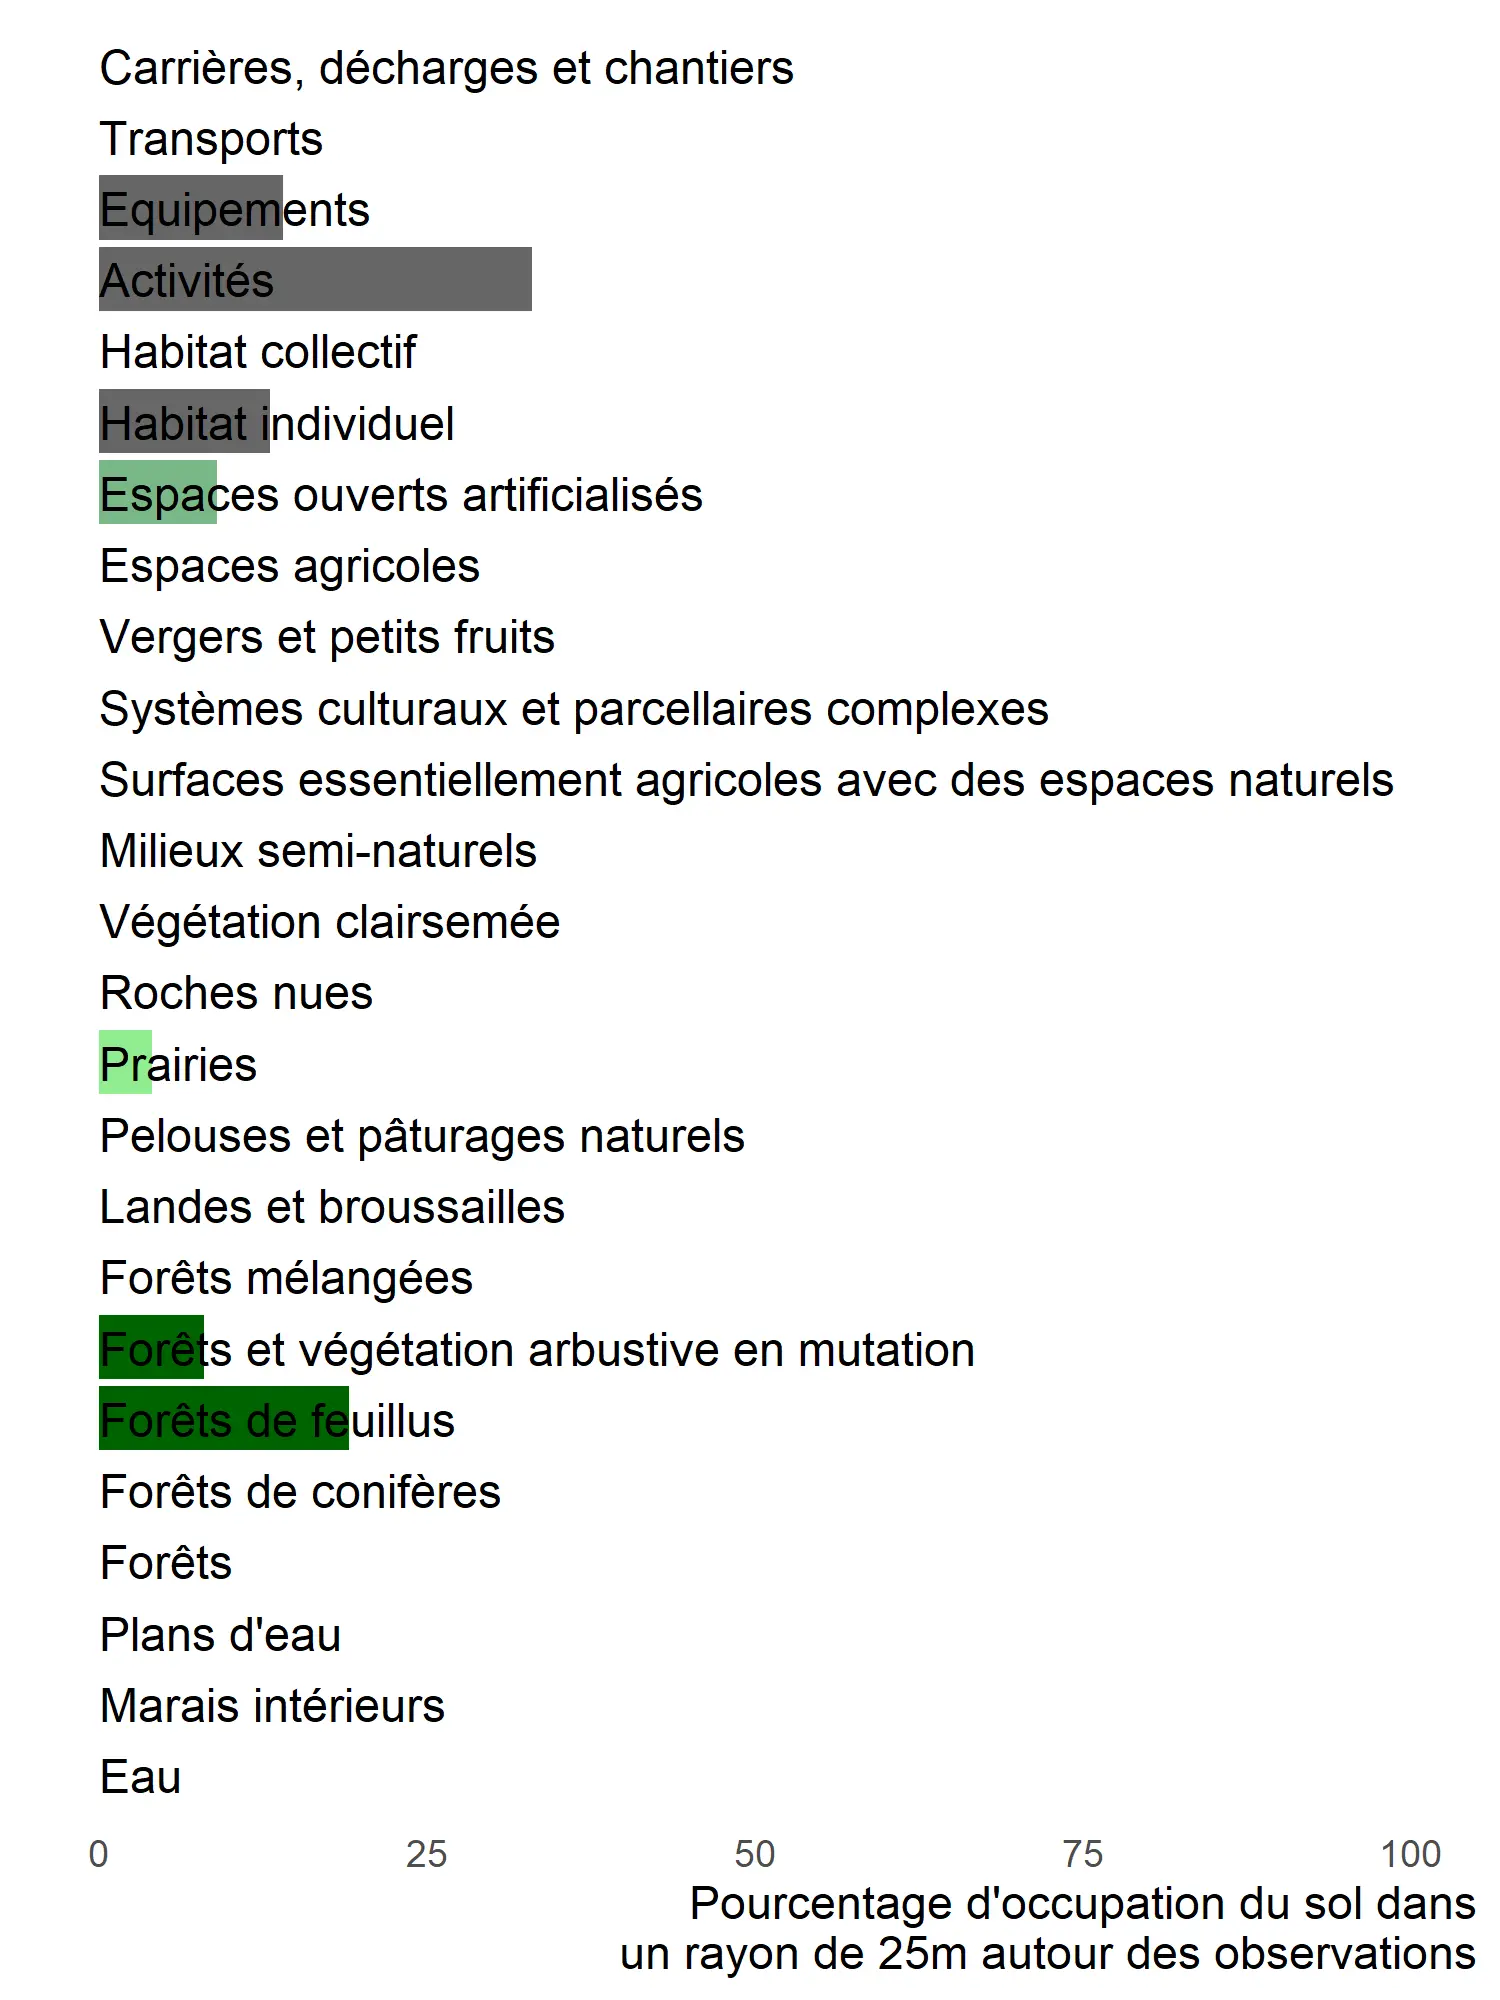 Carrières, décharges et chantiers
Transports
Equipements
Activités
Habitat collectif
Habitat individuel
Espaces ouverts artificialisés
Espaces agricoles
Vergers et petits fruits
Systèmes culturaux et parcellaires complexes
Surfaces essentiellement agricoles avec des espaces naturels
Milieux semi-naturels
Végétation clairsemée
Roches nues
Prairies
Pelouses et pâturages naturels
Landes et broussailles
Forêts mélangées
Forêts et végétation arbustive en mutation
Forêts de feuillus
Forêts de conifères
Forêts
Plans d'eau
Marais intérieurs
Eau
0 25 50 75 100
Pourcentage d'occupation du sol dans
un rayon de 25m autour des observations